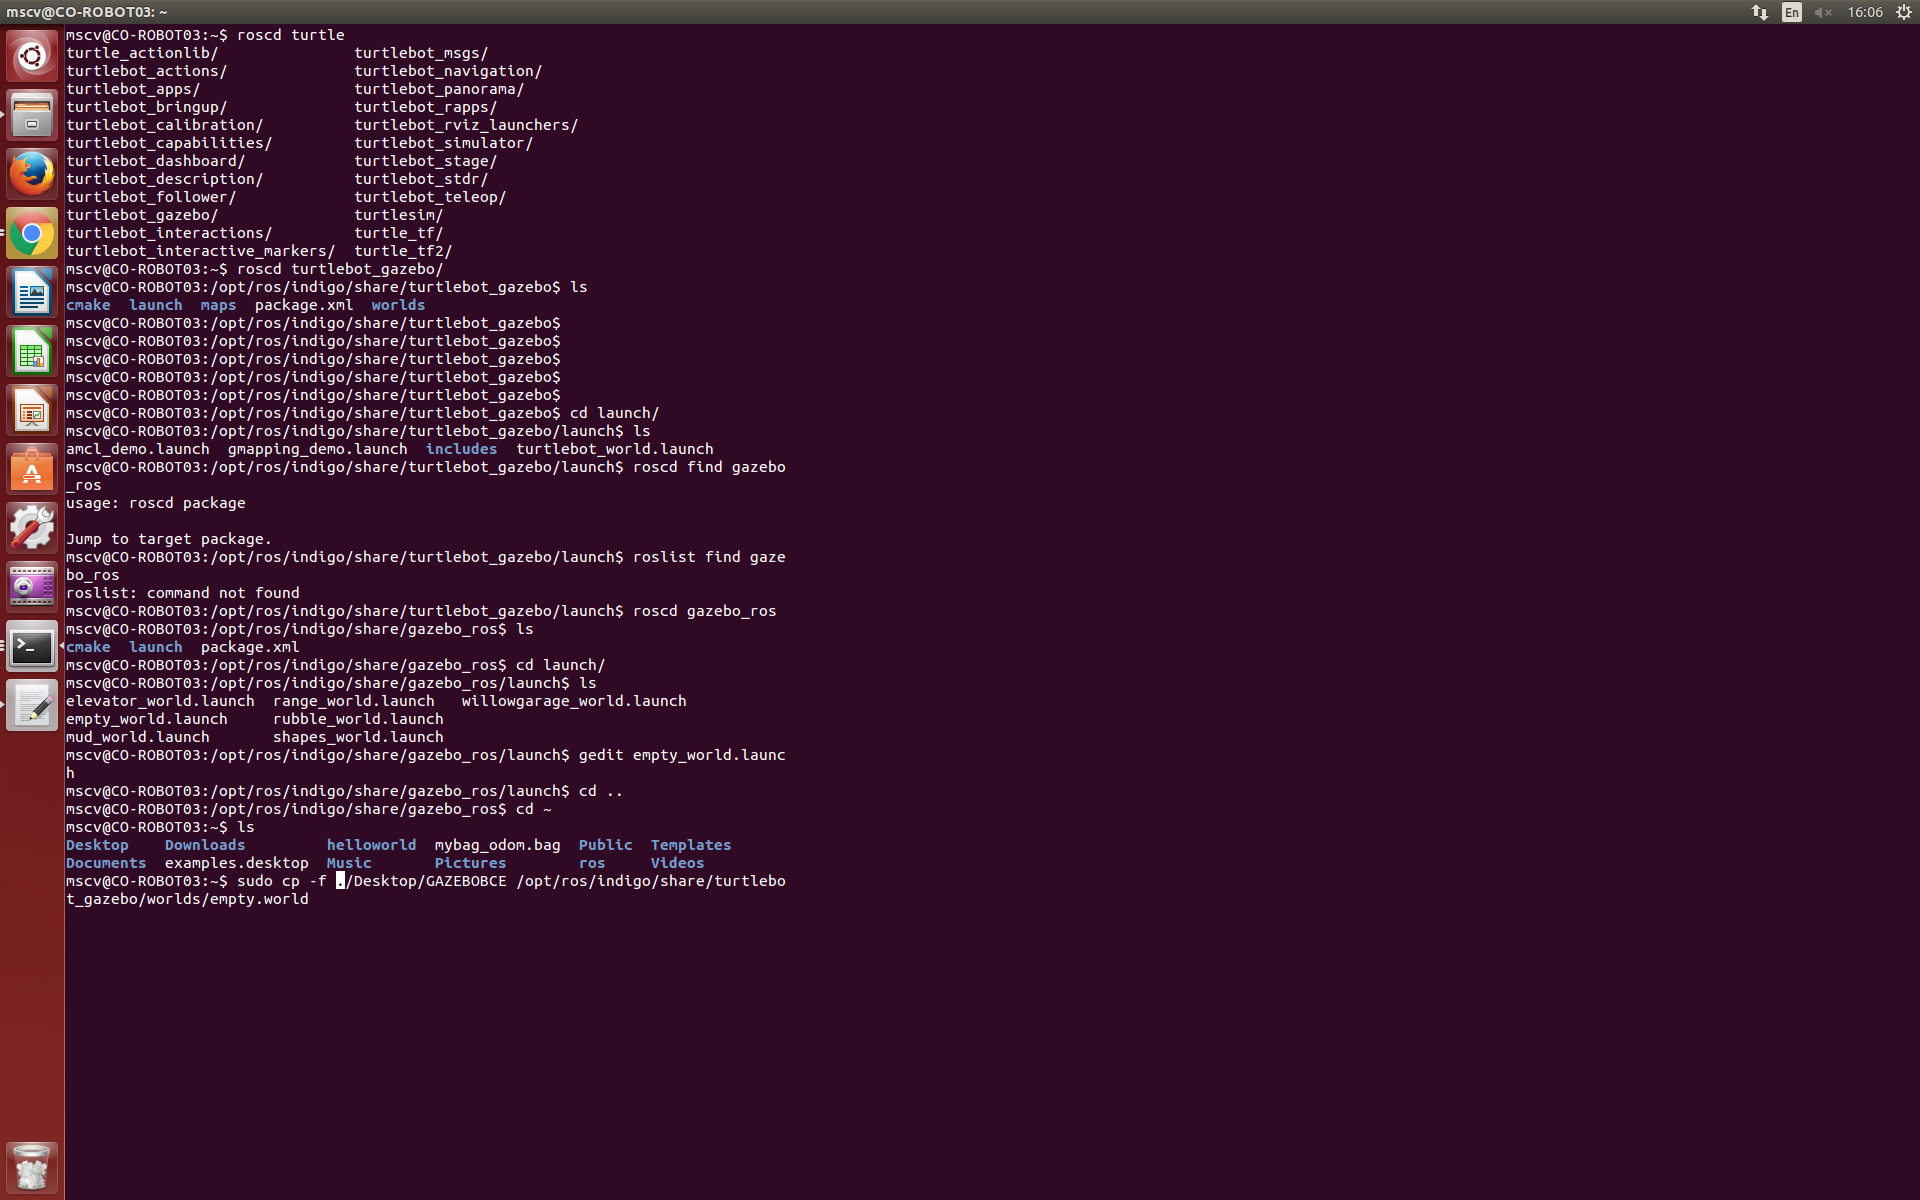 mscv@CO-ROBOT03: ~
En
16:06
mscv@CO-ROBOT03:~$ roscd turtle
turtle_actionlib/ turtlebot_msgs/
turtlebot_actions/ turtlebot_navigation/
turtlebot_apps/ turtlebot_panorama/
turtlebot_bringup/ turtlebot_rapps/
turtlebot_calibration/ turtlebot_rviz_launchers/
turtlebot_capabilities/ turtlebot_simulator/
turtlebot_dashboard/ turtlebot_stage/
turtlebot_description/ turtlebot_stdr/
turtlebot_follower/ turtlebot_teleop/
turtlebot_gazebo/ turtlesim/
turtlebot_interactions/ turtle_tf/
turtlebot_interactive_markers/ turtle_tf2/
mscv@CO-ROBOT03:~$ roscd turtlebot_gazebo/
mscv@CO-ROBOT03:/opt/ros/indigo/share/turtlebot_gazebo$ ls
cmake launch maps package.xml worlds
mscv@CO-ROBOT03:/opt/ros/indigo/share/turtlebot_gazebo$
mscv@CO-ROBOT03:/opt/ros/indigo/share/turtlebot_gazebo$
mscv@CO-ROBOT03:/opt/ros/indigo/share/turtlebot_gazebo$
mscv@CO-ROBOT03:/opt/ros/indigo/share/turtlebot_gazebo$
mscv@CO-ROBOT03:/opt/ros/indigo/share/turtlebot_gazebo$
mscv@CO-ROBOT03:/opt/ros/indigo/share/turtlebot_gazebo$ cd launch/
mscv@CO-ROBOT03:/opt/ros/indigo/share/turtlebot_gazebo/launch$ ls
amcl_demo.launch gmapping_demo.launch includes turtlebot_world.launch
mscv@CO-ROBOT03:/opt/ros/indigo/share/turtlebot_gazebo/launch$ roscd find gazebo
_ros
usage: roscd package

Jump to target package.
mscv@CO-ROBOT03:/opt/ros/indigo/share/turtlebot_gazebo/launch$ roslist find gaze
bo_ros
roslist: command not found
mscv@CO-ROBOT03:/opt/ros/indigo/share/turtlebot_gazebo/launch$ roscd gazebo_ros
mscv@CO-ROBOT03:/opt/ros/indigo/share/gazebo_ros$ ls
cmake launch package.xml
mscv@CO-ROBOT03:/opt/ros/indigo/share/gazebo_ros$ cd launch/
mscv@CO-ROBOT03:/opt/ros/indigo/share/gazebo_ros/launch$ ls
elevator_world.launch range_world.launch willowgarage_world.launch
empty_world.launch rubble_world.launch
mud_world.launch shapes_world.launch
mscv@CO-ROBOT03:/opt/ros/indigo/share/gazebo_ros/launch$ gedit empty_world.launc
h
mscv@CO-ROBOT03:/opt/ros/indigo/share/gazebo_ros/launch$ cd ..
mscv@CO-ROBOT03:/opt/ros/indigo/share/gazebo_ros$ cd ~
mscv@CO-ROBOT03:~$ ls
Desktop Downloads helloworld mybag_odom.bag Public Templates
Documents examples.desktop Music Pictures ros Videos
mscv@CO-ROBOT03:~$ sudo cp -f ./Desktop/GAZEBOBCE /opt/ros/indigo/share/turtlebo
t_gazebo/worlds/empty.world